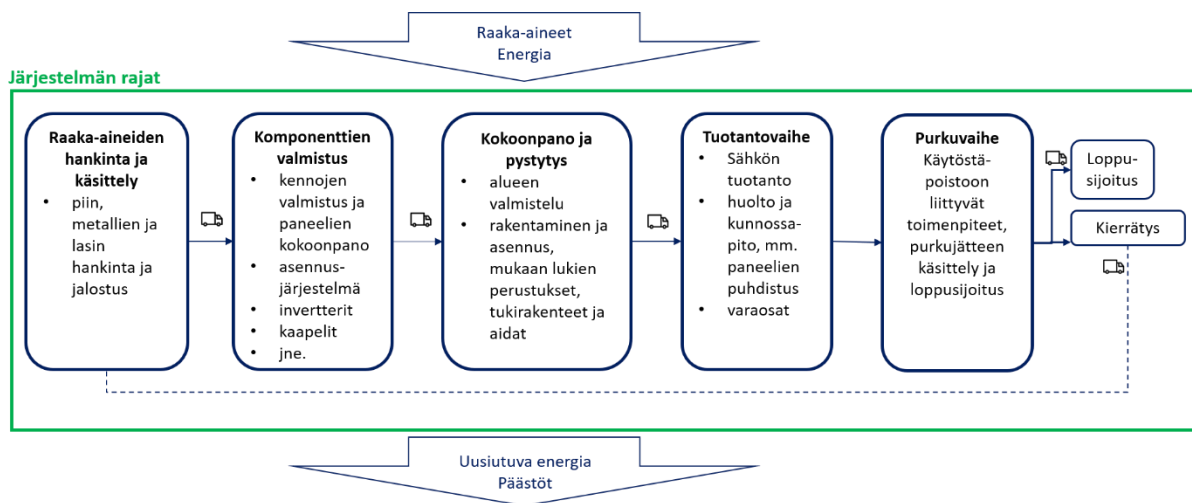 Raaka-aineet
Energia
Järjestelmän rajat
Raaka-aineiden
hankinta ja
käsittely
• piin,
metallien ja
lasin
hankinta ja
jalostus
Komponenttien
valmistus
• kennojen
valmistus ja
paneelien
kokoonpano
• asennus-
järjestelmä
• invertterit
• kaapelit
• jne.
Kokoonpano ja
pystytys
• alueen
valmistelu
• rakentaminen ja
asennus,
mukaan lukien
perustukset,
tukirakenteet ja
aidat
Tuotantovaihe
• Sähkön
tuotanto
• huolto ja
kunnossa-
pito, mm.
paneelien
puhdistus
• varaosat
Purkuvaihe
Käytöstä-
poistoon
liittyvät
toimenpiteet,
purkujätteen
käsittely ja
loppusijoitus
Loppu-
sijoitus
Kierrätys
Uusiutuva energia
Päästöt